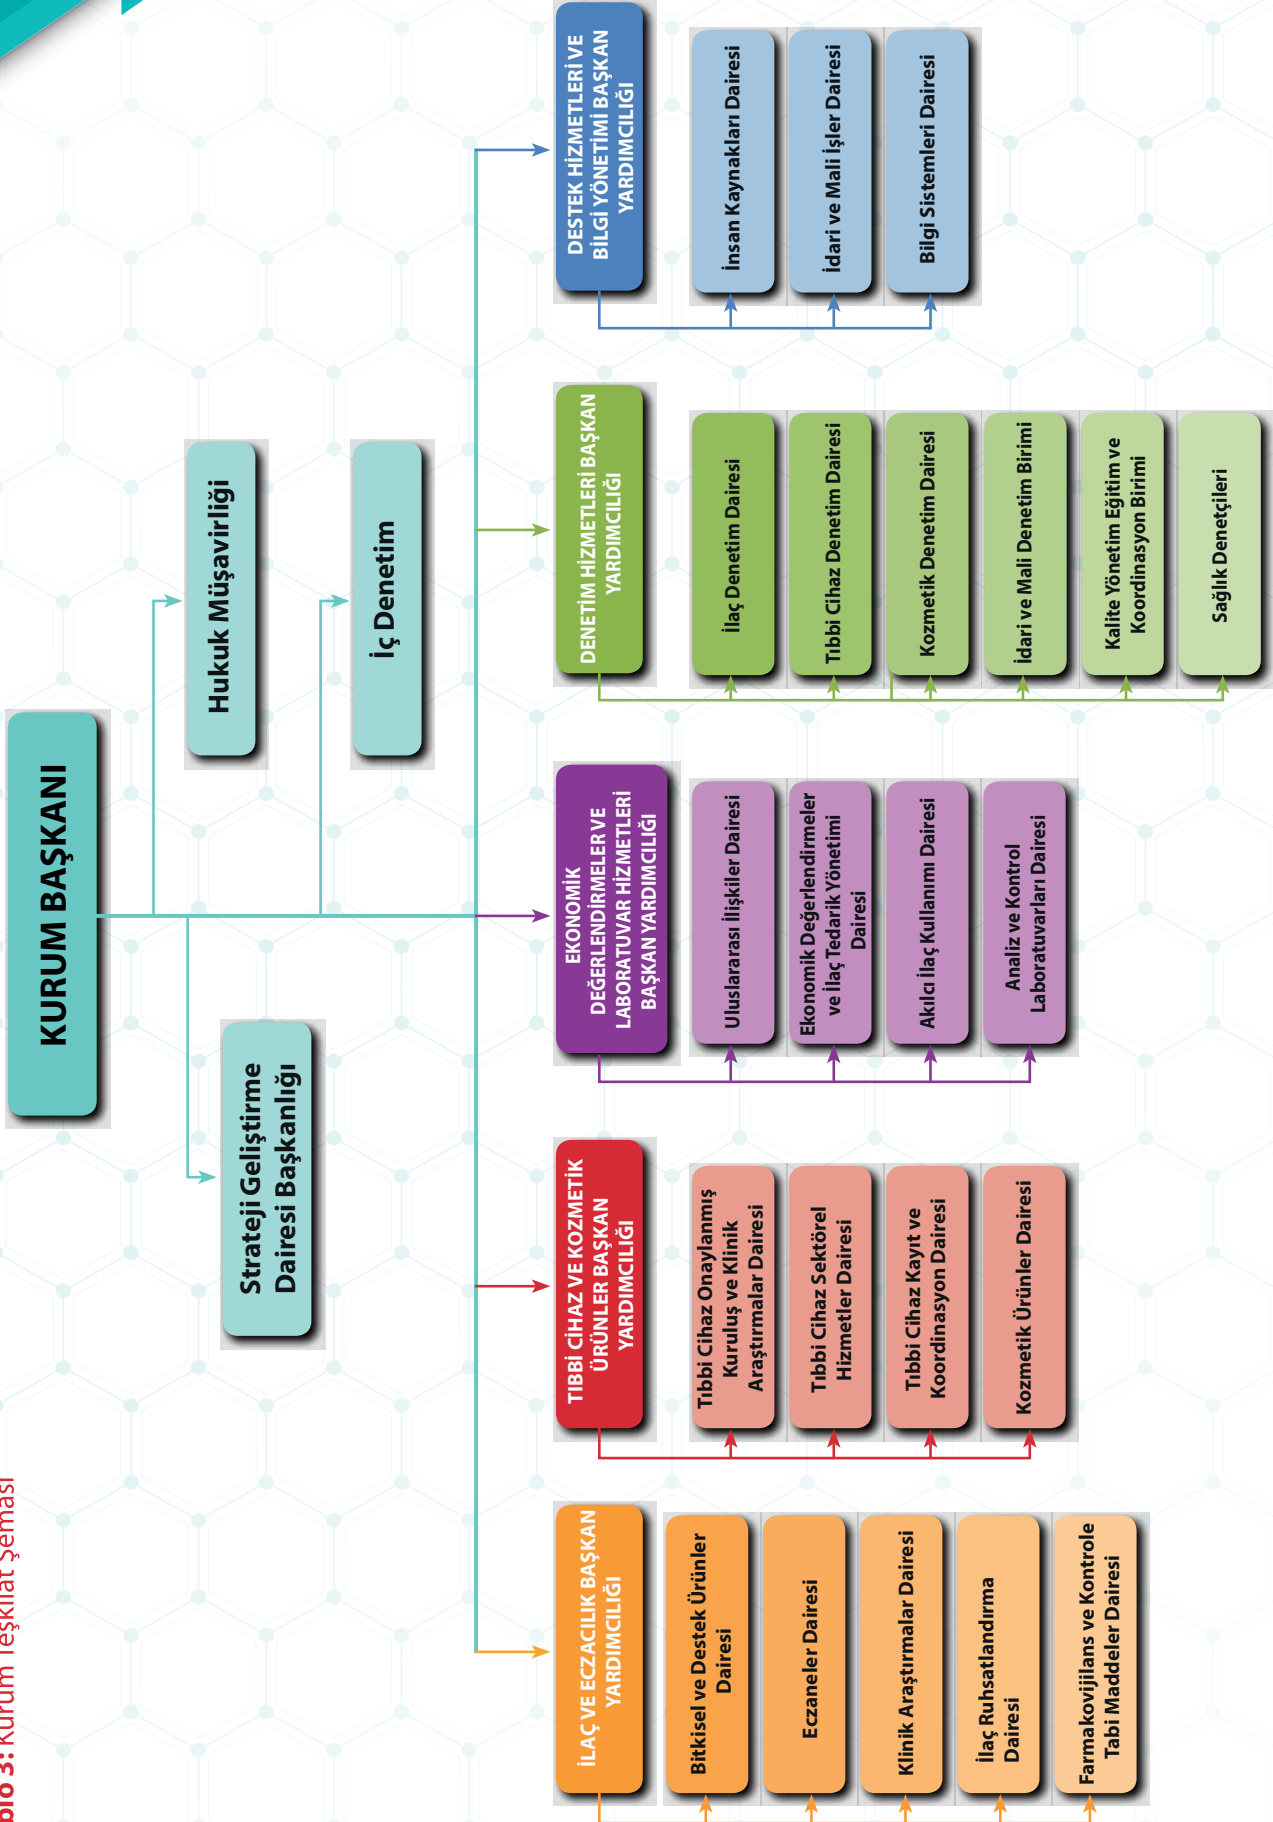 Kurum Teşkilat Şeması
KURUM BAŞKANI
Strateji Geliştirme
Dairesi Başkanlığı
Hukuk Müşavirliği
İç Denetim
İLAÇ VE ECZACILIK BAŞKAN
YARDIMCILIĞI
Bitkisel ve Destek Ürünler
Dairesi
Eczaneler Dairesi
Klinik Araştırmalar Dairesi
İlaç Ruhsatlandırma
Dairesi
Farmakovijilans ve Kontrole
Tabi Maddeler Dairesi
TIBBİ CİHAZ VE KOZMETİK
ÜRÜNLER BAŞKAN
YARDIMCILIĞI
Tıbbi Cihaz Onaylanmış
Kuruluş ve Klinik
Araştırmalar Dairesi
Tıbbi Cihaz Sektörel
Hizmetler Dairesi
Tıbbi Cihaz Kayıt ve
Koordinasyon Dairesi
Kozmetik Ürünler Dairesi
EKONOMİK
DEĞERLENDİRMELER VE
LABORATUVAR HİZMETLERİ
BAŞKAN YARDIMCILIĞI
Uluslararası İlişkiler Dairesi
Ekonomik Değerlendirmeler
ve İlaç Tedarik Yönetimi
Dairesi
Akılcı İlaç Kullanımı Dairesi
Analiz ve Kontrol
Laboratuvarları Dairesi
DENETİM HİZMETLERİ BAŞKAN
YARDIMCILIĞI
İlaç Denetim Dairesi
Tıbbi Cihaz Denetim Dairesi
Kozmetik Denetim Dairesi
İdari ve Mali Denetim Birimi
Kalite Yönetim Eğitim ve
Koordinasyon Birimi
Sağlık Denetçileri
DESTEK HİZMETLERİ VE
BİLGİ YÖNETİMİ BAŞKAN
YARDIMCILIĞI
İnsan Kaynakları Dairesi
İdari ve Mali İşler Dairesi
Bilgi Sistemleri Dairesi